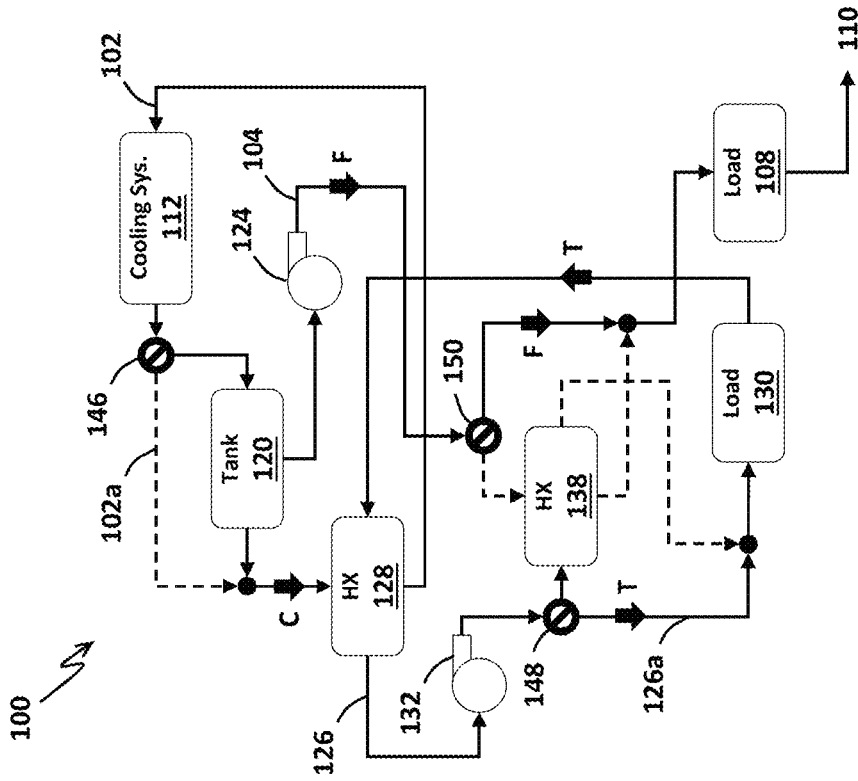 100
146
102
102a
Cooling Sys.
112
Tank
120
124
104
C
126
F
HX
128
132
150
148
F
HX
138
T
T
126a
Load
130
Load
108
110